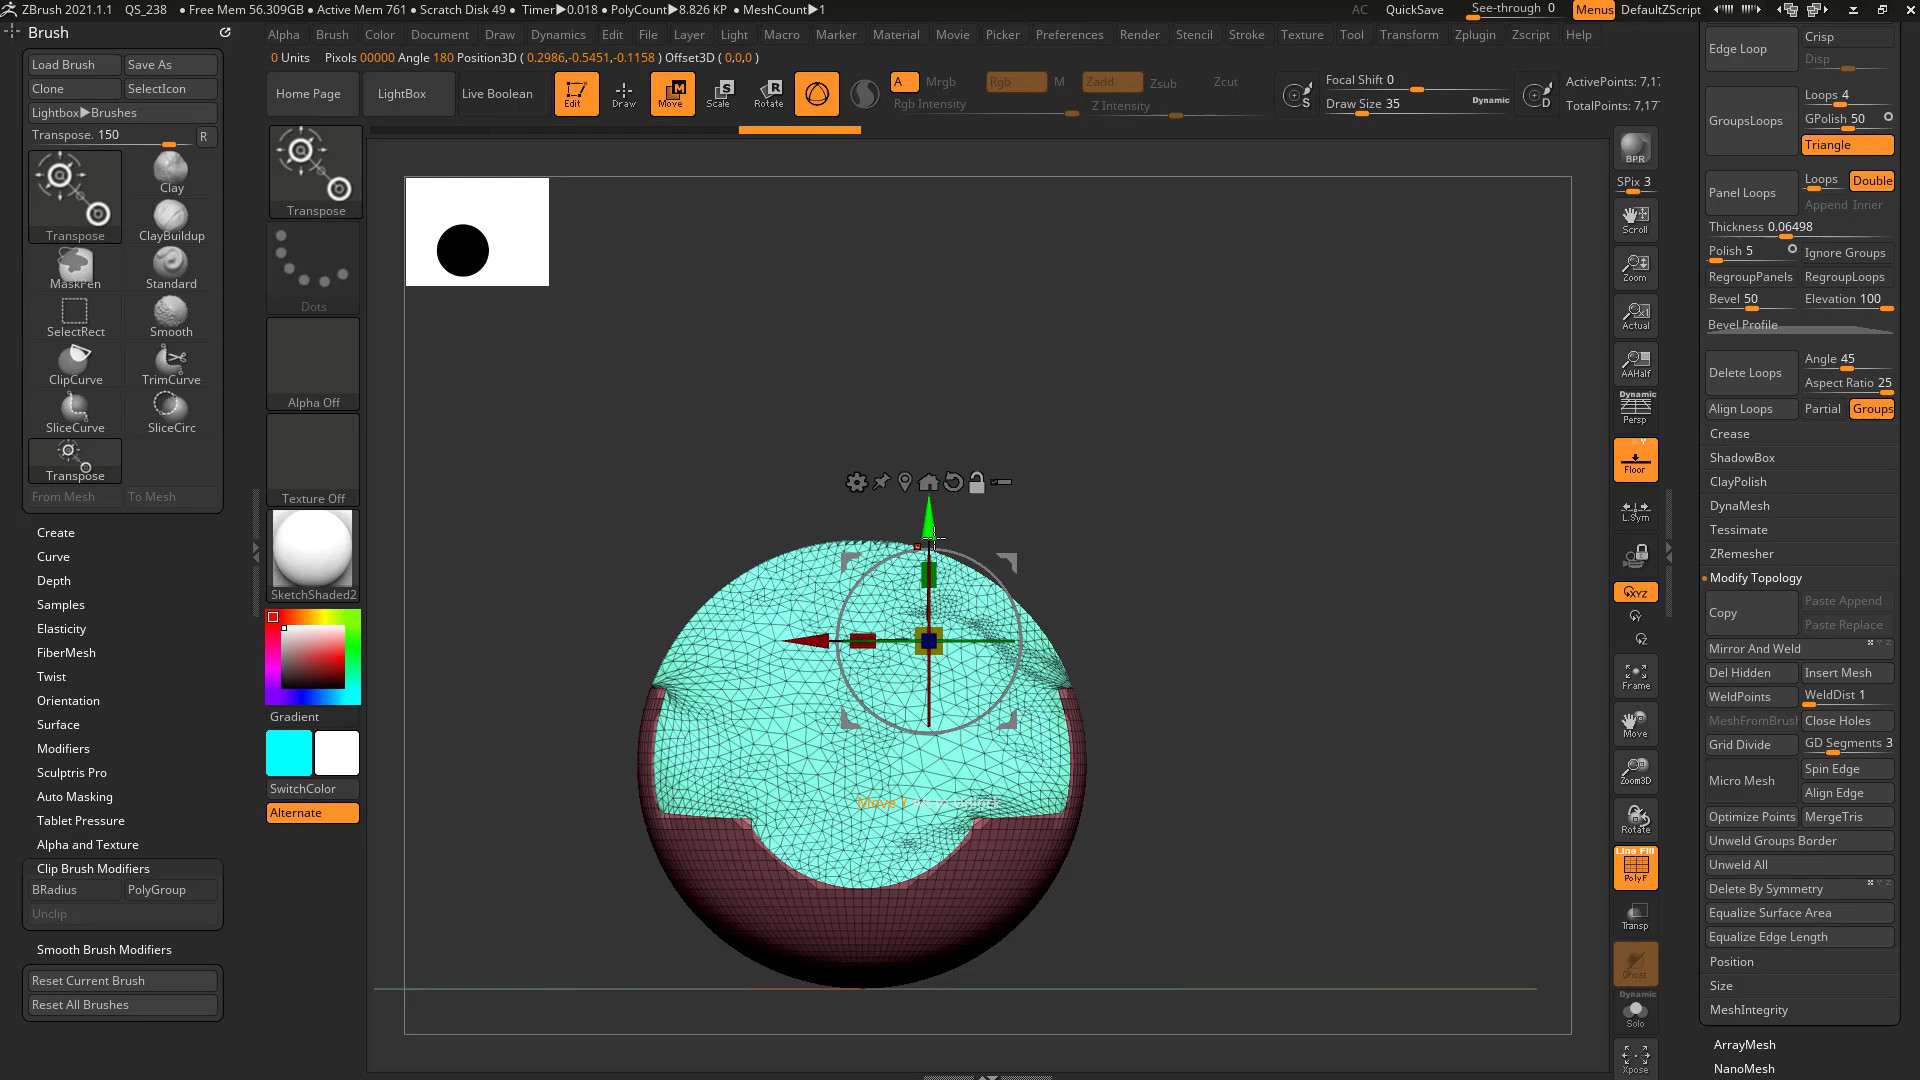 ZBrush 2021.1.1 QS_238 • Free Mem 56.309GB • Active Mem 761 • Scratch Disk 49 • Timer▶0.018 • PolyCount▶8.826 KP • MeshCount▶1 AC QuickSave See-through 0 Menus DefaultZScript
Brush
Alpha Brush Color Document Draw Dynamics Edit File Layer Light Macro Marker Material Movie Picker Preferences Render Stencil Stroke Texture Tool Transform Zplugin Zscript Help
0 Units Pixols 00000 Angle 180 Position3D ( 0.2986,-0.5451,-0.1158 ) Offset3D ( 0,0,0 )
Load Brush Save As
Clone SelectIcon
Lightbox▶Brushes
Transpose. 150 R
Transpose
Clay
ClayBuildup
MaskPen Standard
SelectRect Smooth
ClipCurve TrimCurve
SliceCurve SliceCirc
Transpose
From Mesh To Mesh
Create
Curve
Depth
Samples
Elasticity
FiberMesh
Twist
Orientation
Surface
Modifiers
Sculptris Pro
Auto Masking
Tablet Pressure
Alpha and Texture
Clip Brush Modifiers
BRadius PolyGroup
Unclip
Smooth Brush Modifiers
Reset Current Brush
Reset All Brushes
Home Page LightBox Live Boolean Edit Draw Move Scale Rotate
A Mrgb Rgb M Zadd Zsub Zcut
Rgb Intensity Z Intensity
S Focal Shift 0
Draw Size 35 Dynamic
D ActivePoints: 7,17
TotalPoints: 7,17
Transpose
Dots
Alpha Off
Texture Off
SketchShaded2
Gradient
SwitchColor
Alternate
BPR
SPix 3
Scroll
Zoom
Actual
AAHalf
Dynamic
Persp
Floor
L.Sym
XYZ
Y
Z
Frame
Move
Zoom3D
Rotate
Line Fill
PolyF
Transp
Ghost
Dynamic
Solo
Xpose
Edge Loop Crisp
Disp
GroupsLoops Loops 4
GPolish 50
Triangle
Panel Loops Loops Double
Append Inner
Thickness 0.06498
Polish 5 Ignore Groups
RegroupPanels RegroupLoops
Bevel 50 Elevation 100
Bevel Profile
Delete Loops Angle 45
Aspect Ratio 25
Align Loops Partial Groups
Crease
ShadowBox
ClayPolish
DynaMesh
Tessimate
ZRemesher
Modify Topology
Copy Paste Append
Paste Replace
Mirror And Weld
Del Hidden Insert Mesh
WeldPoints WeldDist 1
MeshFromBrush Close Holes
Grid Divide GD Segments 3
Micro Mesh Spin Edge
Align Edge
Optimize Points MergeTris
Unweld Groups Border
Unweld All
Delete By Symmetry
Equalize Surface Area
Equalize Edge Length
Position
Size
MeshIntegrity
ArrayMesh
NanoMesh